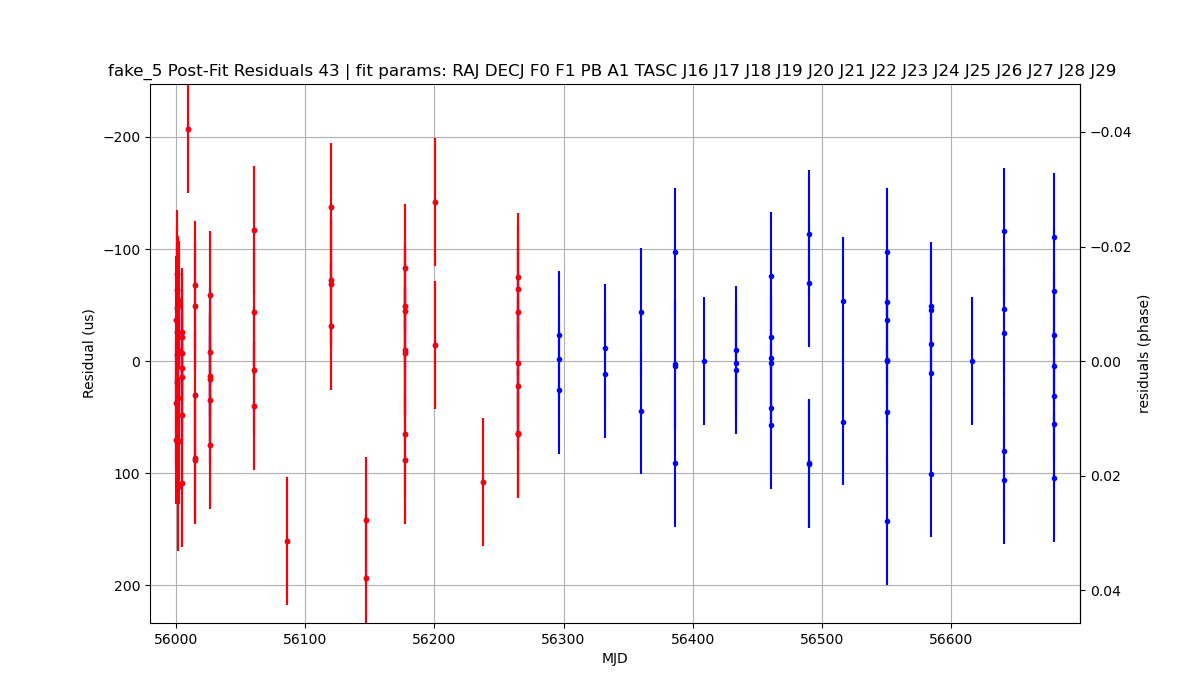 fake_5 Post-Fit Residuals 43 | fit params: RAJ DECJ F0 F1 PB A1 TASC J16 J17 J18 J19 J20 J21 J22 J23 J24 J25 J26 J27 J28 J29
−200
−100
0
100
200
Residual (us)
−0.04
−0.02
0.00
0.02
0.04
residuals (phase)
56000 56100 56200 56300 56400 56500 56600
MJD